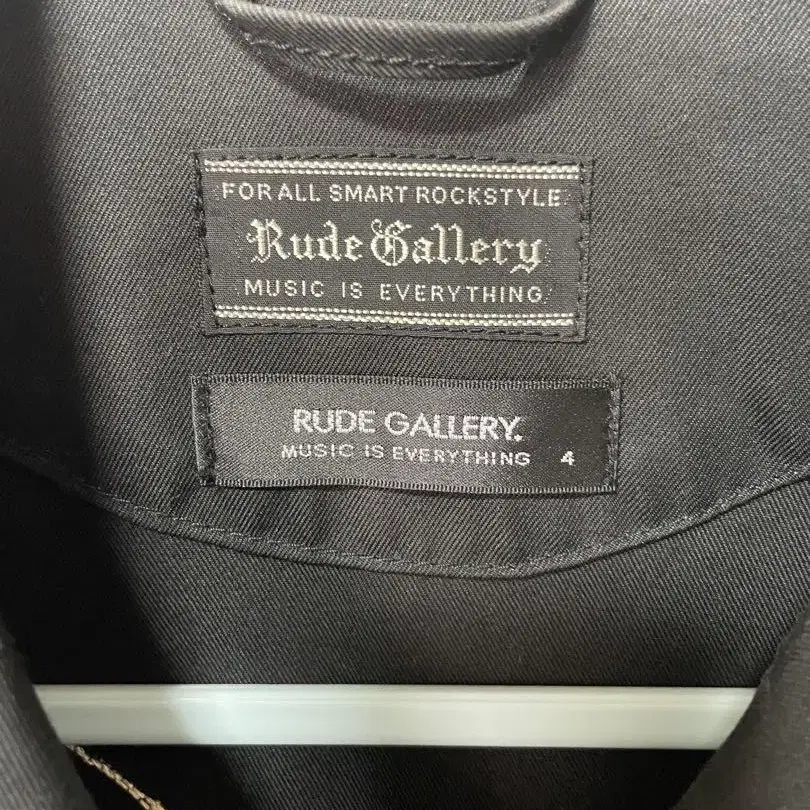 FOR ALL SMART ROCKSTYLE
Rude Gallery
MUSIC IS EVERYTHING
RUDE GALLERY.
MUSIC IS EVERYTHING 4